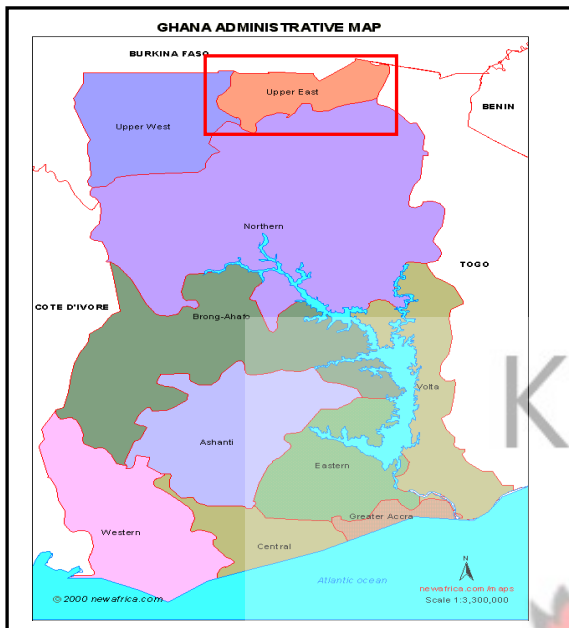 GHANA ADMINISTRATIVE MAP
BURKINA FASO
Upper East
BENIN
Upper West
Northern
TOGO
COTE D'IVORE
Brong-Ahafo
Volta
K
Ashanti
Eastern
Greater Accra
Western
Central
N
Atlantic ocean
newafrica.com/maps
© 2000 newafrica.com
Scale 1:3,300,000